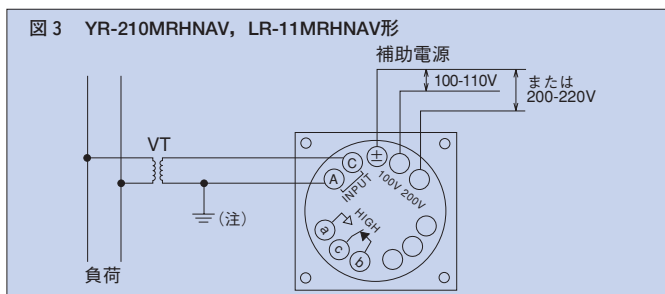 図 3　YR-210MRHNAV，LR-11MRHNAV形
補助電源
100-110V
または
200-220V
VT
C
±
A
INPUT
100V 200V
(注)
HIGH
a
c
b
負荷